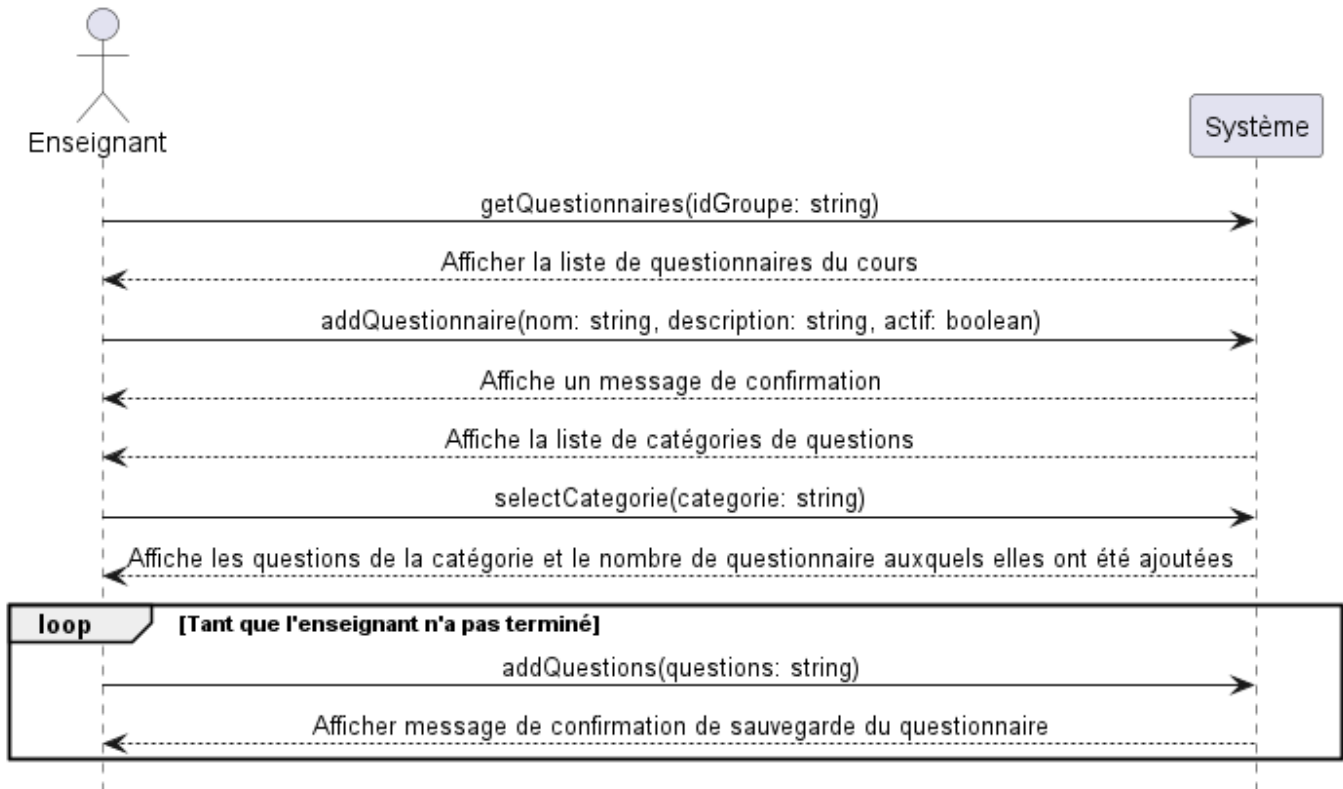 Enseignant
Système
getQuestionnaires(idGroupe: string)
Afficher la liste de questionnaires du cours
addQuestionnaire(nom: string, description: string, actif: boolean)
Affiche un message de confirmation
Affiche la liste de catégories de questions
selectCategorie(categorie: string)
Affiche les questions de la catégorie et le nombre de questionnaire auxquels elles ont été ajoutées
loop [Tant que l'enseignant n'a pas terminé]
addQuestions(questions: string)
Afficher message de confirmation de sauvegarde du questionnaire